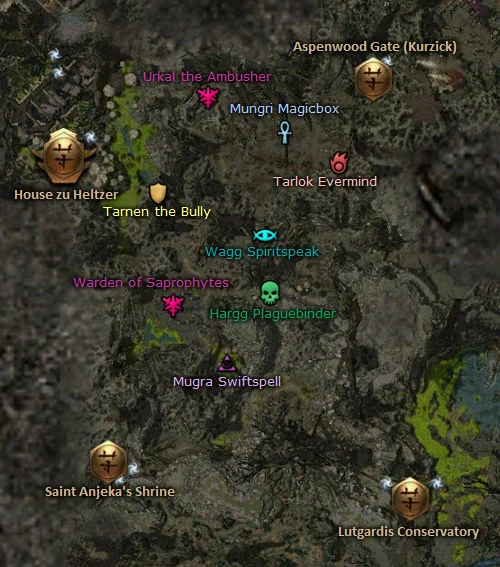 Aspenwood Gate (Kurzick)
Urkal the Ambusher
Mungri Magicbox
Tarlok Evermind
House zu Heltzer
Tarnen the Bully
Wagg Spiritspeak
Warden of Saprophytes
Hargg Plaguebinder
Mugra Swiftspell
Saint Anjeka's Shrine
Lutgardis Conservatory